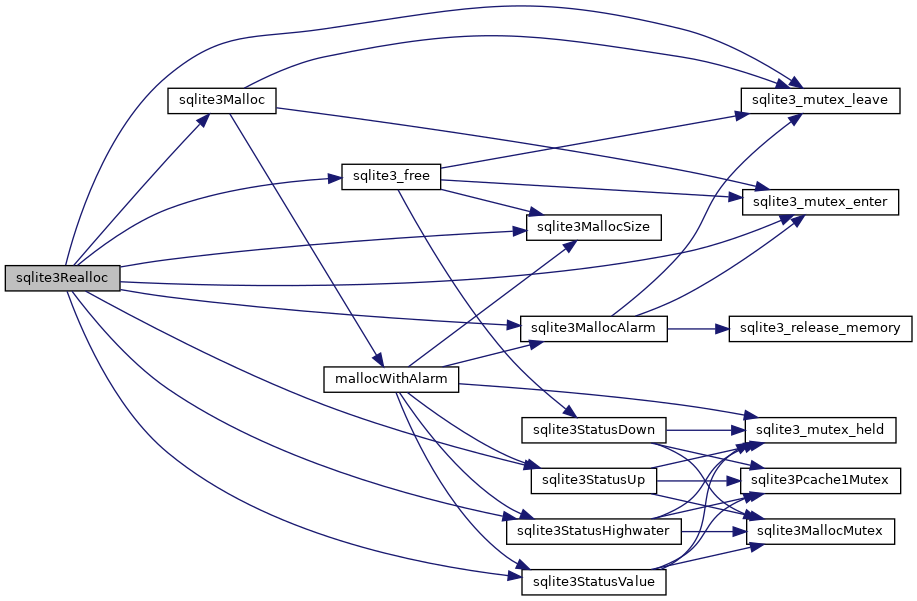 sqlite3Realloc
sqlite3Malloc
sqlite3_free
mallocWithAlarm
sqlite3MallocSize
sqlite3MallocAlarm
sqlite3StatusDown
sqlite3StatusUp
sqlite3StatusHighwater
sqlite3StatusValue
sqlite3_mutex_leave
sqlite3_mutex_enter
sqlite3_release_memory
sqlite3_mutex_held
sqlite3Pcache1Mutex
sqlite3MallocMutex